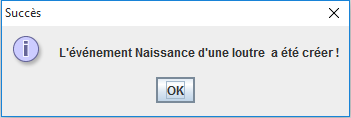 Succès
L'événement Naissance d'une loutre  a été créer !
OK